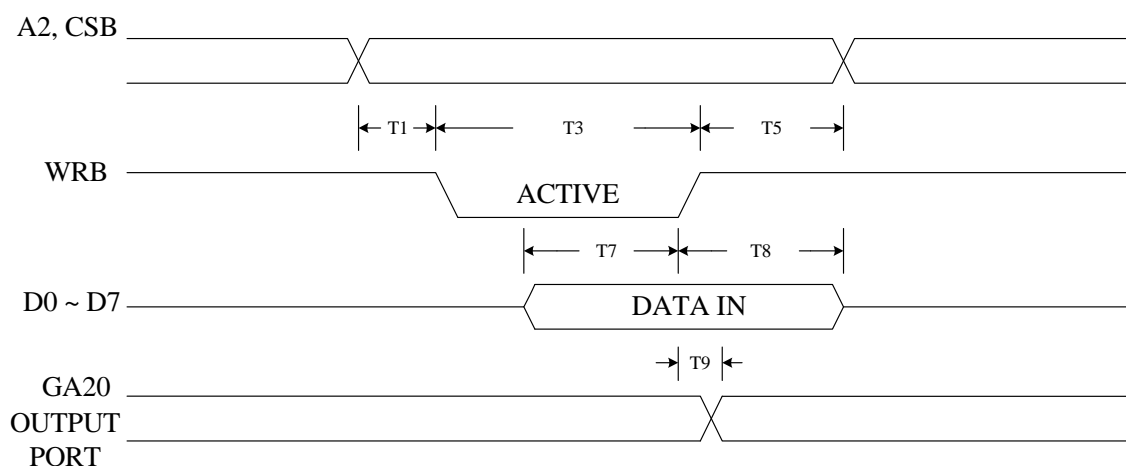 A2, CSB
T1
T3
T5
WRB
ACTIVE
T7
T8
D0 ~ D7
DATA IN
T9
GA20
OUTPUT
PORT